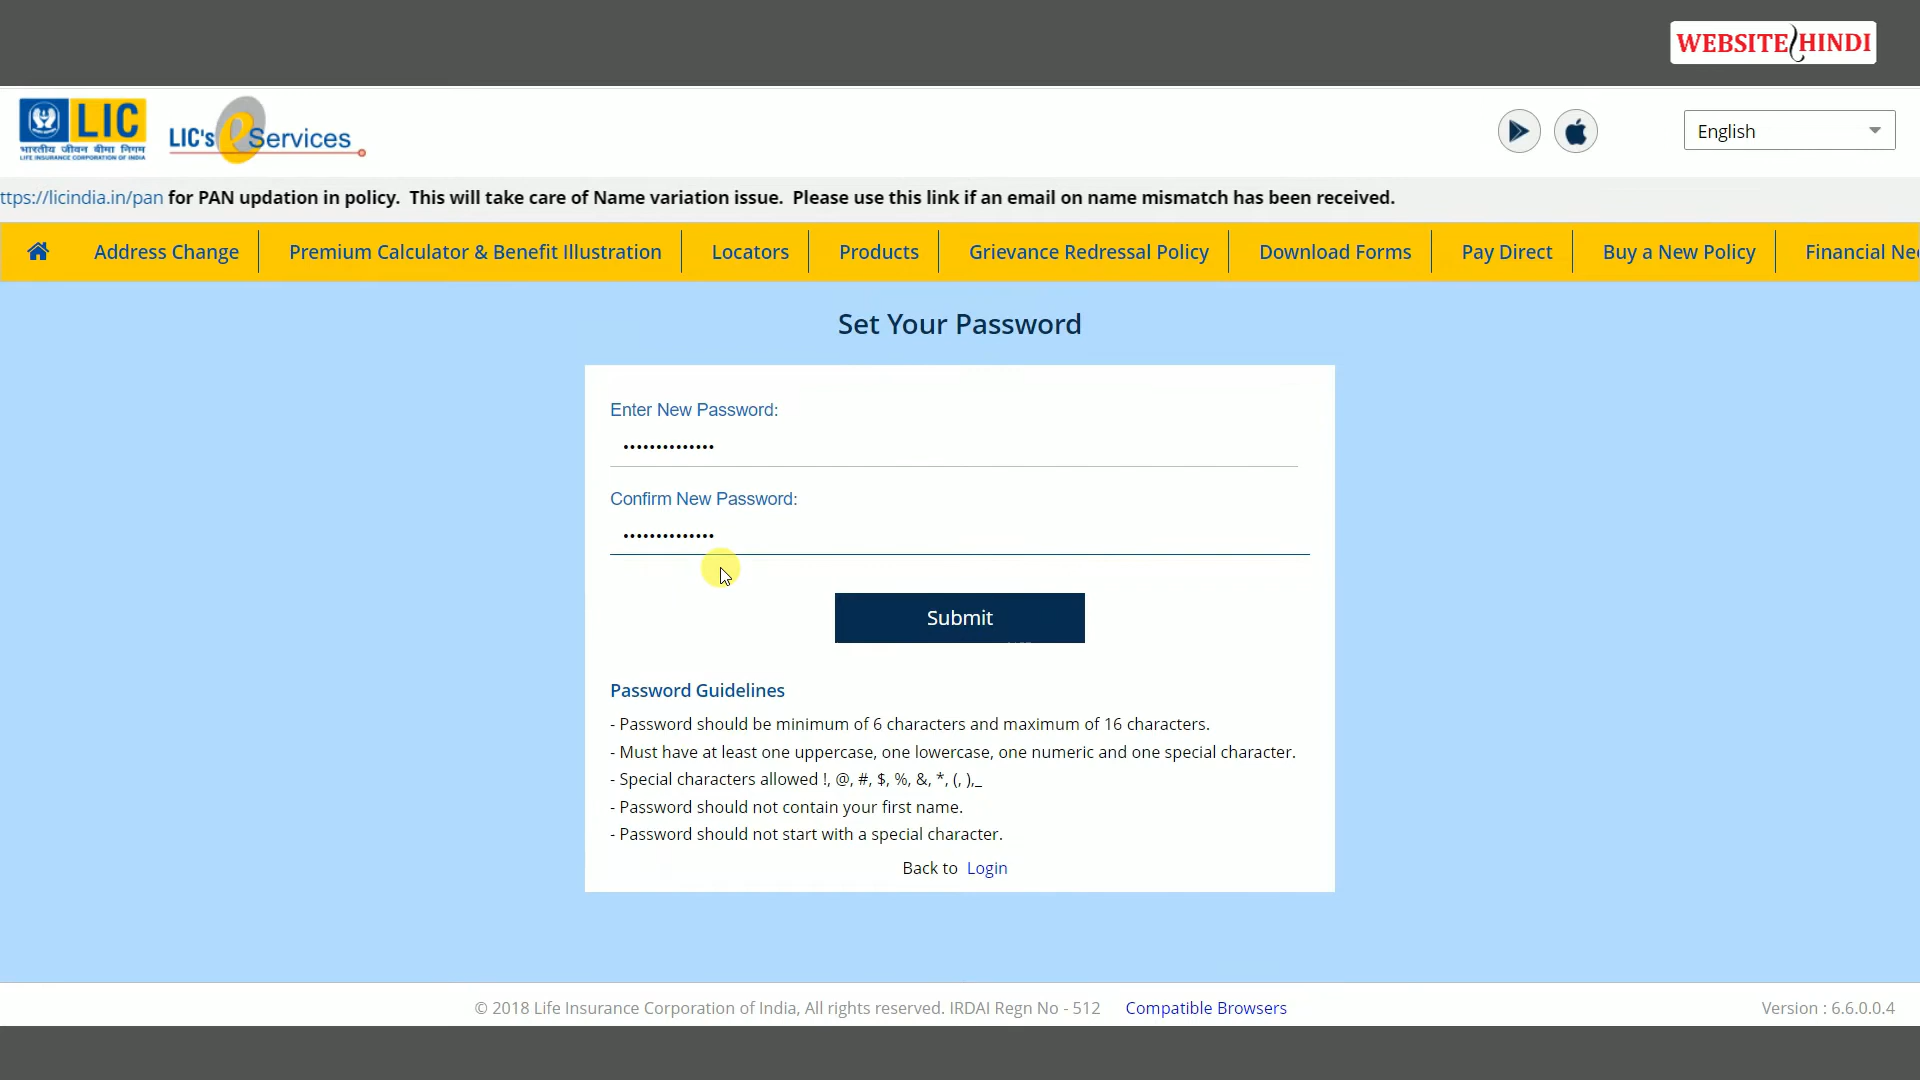 WEBSITE HINDI
LIC
भारतीय जीवन बीमा निगम
LIFE INSURANCE CORPORATION OF INDIA
LIC's eServices
English
ttps://licindia.in/pan for PAN updation in policy. This will take care of Name variation issue. Please use this link if an email on name mismatch has been received.
Address Change
Premium Calculator & Benefit Illustration
Locators
Products
Grievance Redressal Policy
Download Forms
Pay Direct
Buy a New Policy
Financial Nee
Set Your Password
Enter New Password:
••••••••••••••
Confirm New Password:
••••••••••••••
Submit
Password Guidelines
- Password should be minimum of 6 characters and maximum of 16 characters.
- Must have at least one uppercase, one lowercase, one numeric and one special character.
- Special characters allowed !, @, #, $, %, &, *, (, ),_
- Password should not contain your first name.
- Password should not start with a special character.
Back to Login
© 2018 Life Insurance Corporation of India, All rights reserved. IRDAI Regn No - 512
Compatible Browsers
Version : 6.6.0.0.4